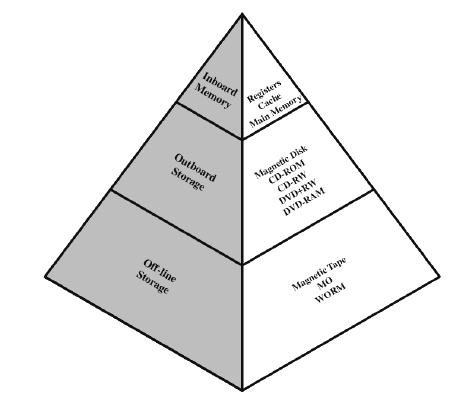 Inboard
Memory
Registers
Cache
Main Memory
Outboard
Storage
Magnetic Disk
CD-ROM
CD-RW
DVD+RW
DVD-RAM
Off-line
Storage
Magnetic Tape
MO
WORM